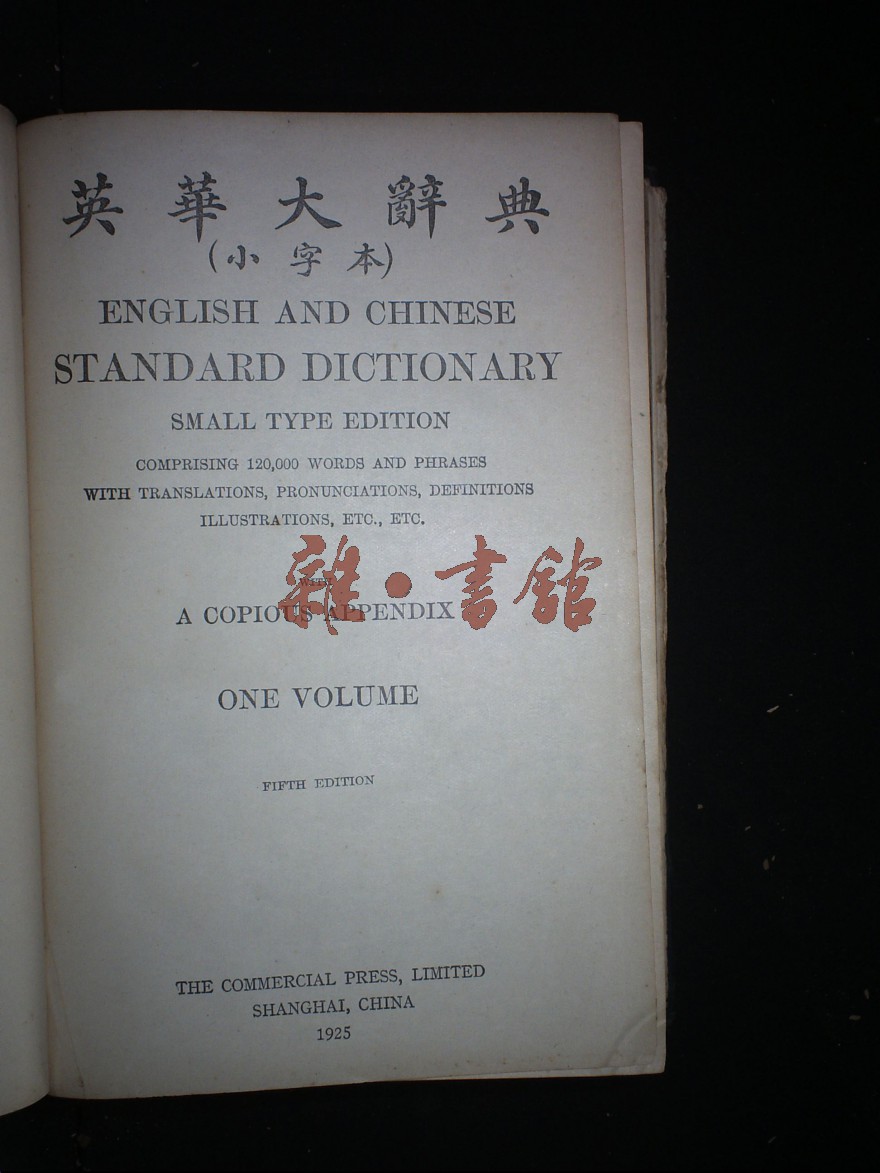 英華大辭典
(小字本)
ENGLISH AND CHINESE
STANDARD DICTIONARY
SMALL TYPE EDITION
COMPRISING 120,000 WORDS AND PHRASES
WITH TRANSLATIONS, PRONUNCIATIONS, DEFINITIONS
ILLUSTRATIONS, ETC., ETC.
雜·書館
WITH
A COPIOUS APPENDIX
ONE VOLUME
FIFTH EDITION
THE COMMERCIAL PRESS, LIMITED
SHANGHAI, CHINA
1925